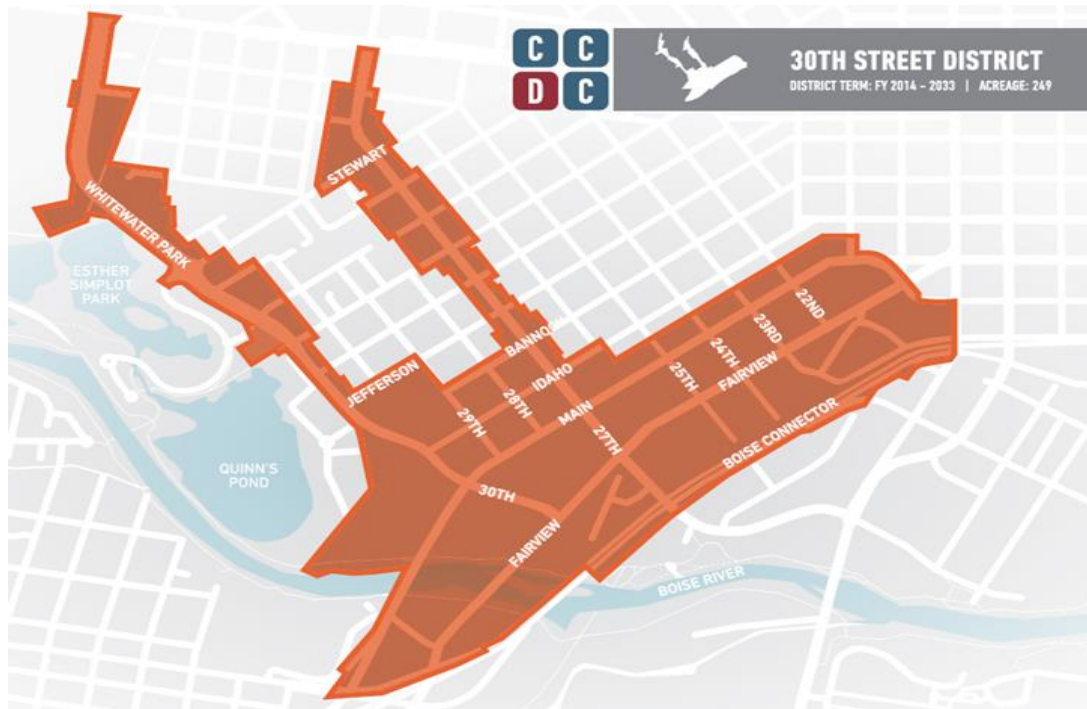 C C
D C
30TH STREET DISTRICT
DISTRICT TERM: FY 2014 - 2033 | ACREAGE: 249
STEWART
WHITEWATER PARK
ESTHER
SIMPLOT
PARK
22ND
23RD
24TH
25TH
FAIRVIEW
BANNOCK
IDAHO
JEFFERSON
28TH
29TH
MAIN
27TH
BOISE CONNECTOR
QUINN'S
POND
30TH
FAIRVIEW
BOISE RIVER